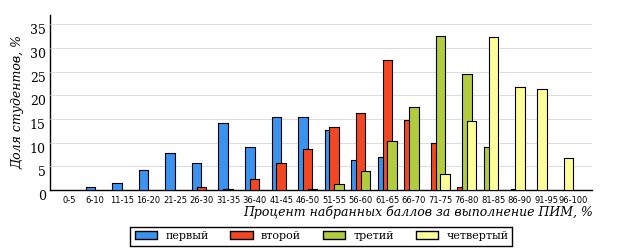 Доля студентов, %
35
30
25
20
15
10
5
0
0-5 6-10 11-15 16-20 21-25 26-30 31-35 36-40 41-45 46-50 51-55 56-60 61-65 66-70 71-75 76-80 81-85 86-90 91-95 96-100
Процент набранных баллов за выполнение ПИМ, %
первый второй третий четвертый